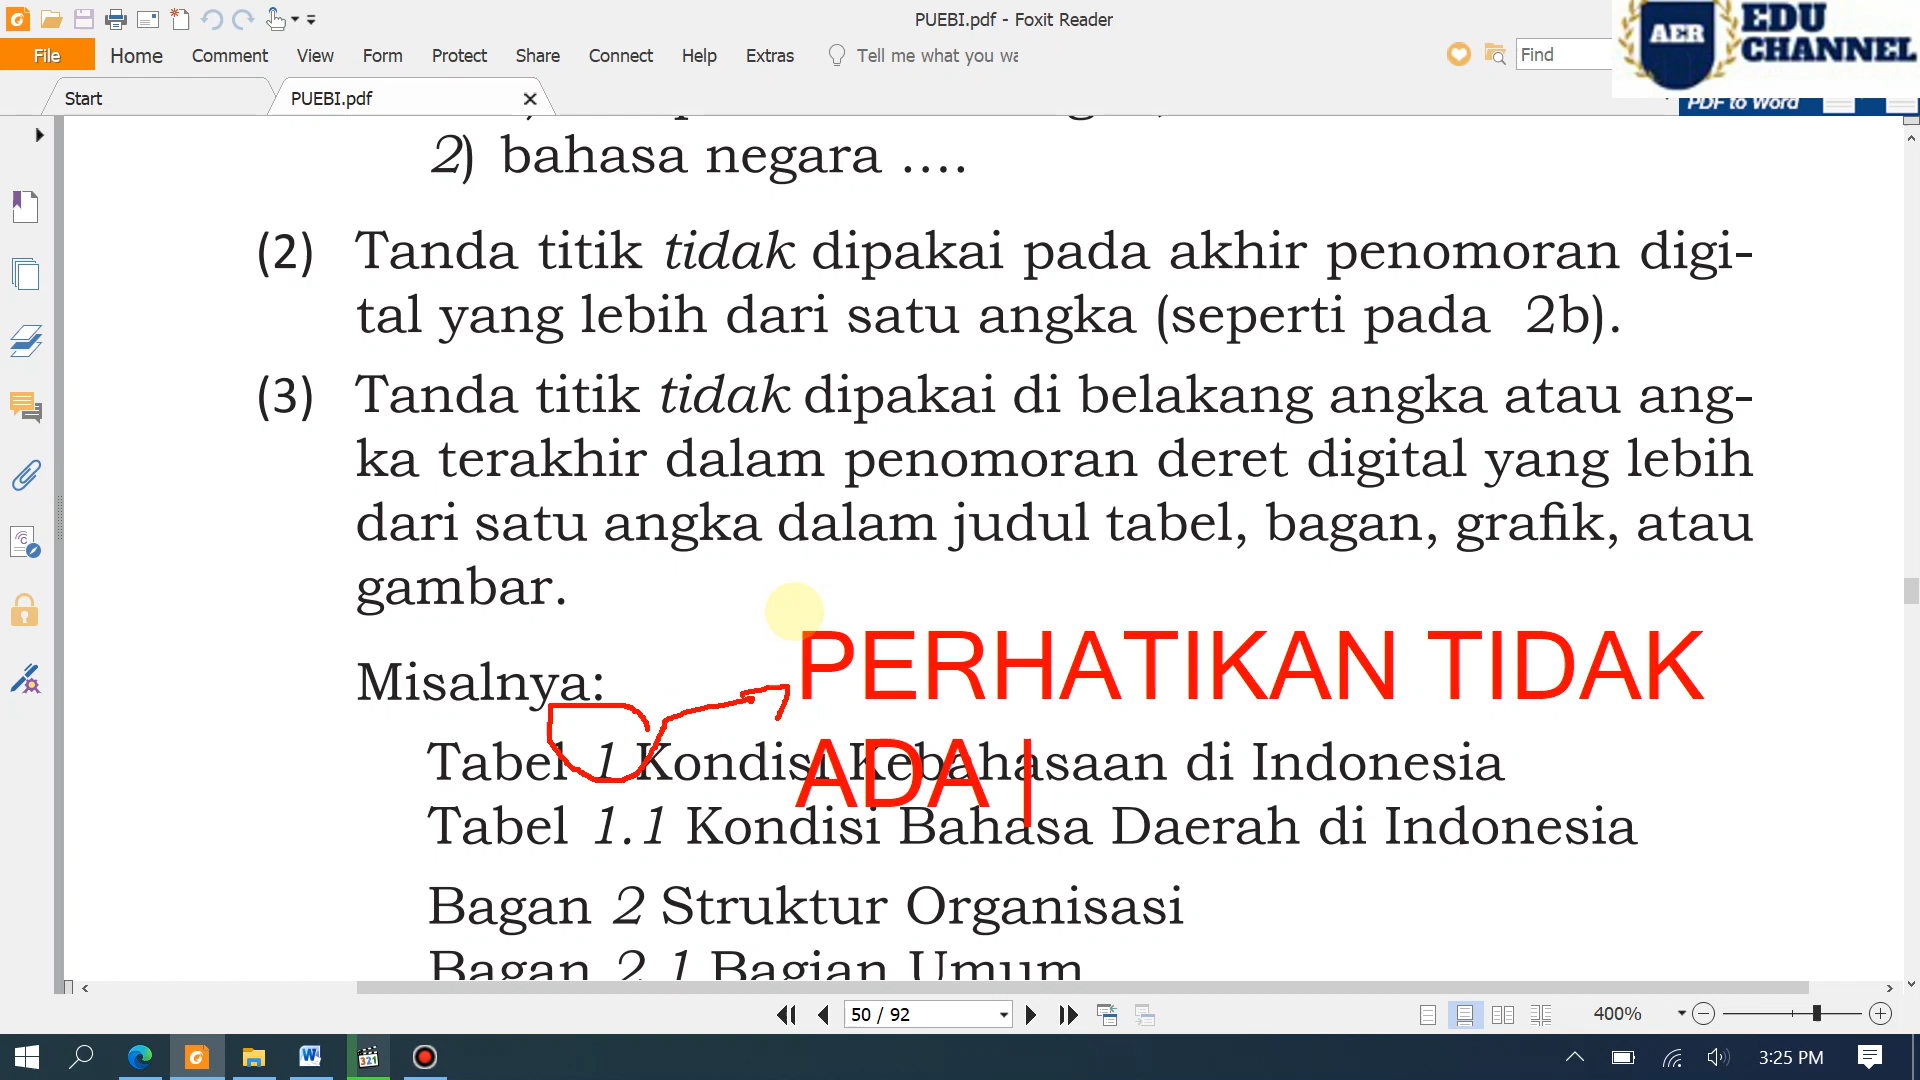 PUEBI.pdf - Foxit Reader
File Home Comment View Form Protect Share Connect Help Extras Tell me what you wa Find
AER EDU CHANNEL
PDF to Word
Start PUEBI.pdf
2) bahasa negara ....
(2) Tanda titik tidak dipakai pada akhir penomoran digi-
tal yang lebih dari satu angka (seperti pada 2b).
(3) Tanda titik tidak dipakai di belakang angka atau ang-
ka terakhir dalam penomoran deret digital yang lebih
dari satu angka dalam judul tabel, bagan, grafik, atau
gambar.
PERHATIKAN TIDAK
ADA
Misalnya:
Tabel 1 Kondisi Kebahasaan di Indonesia
Tabel 1.1 Kondisi Bahasa Daerah di Indonesia
Bagan 2 Struktur Organisasi
Bagan 2.1 Bagian Umum
50 / 92
400%
3:25 PM